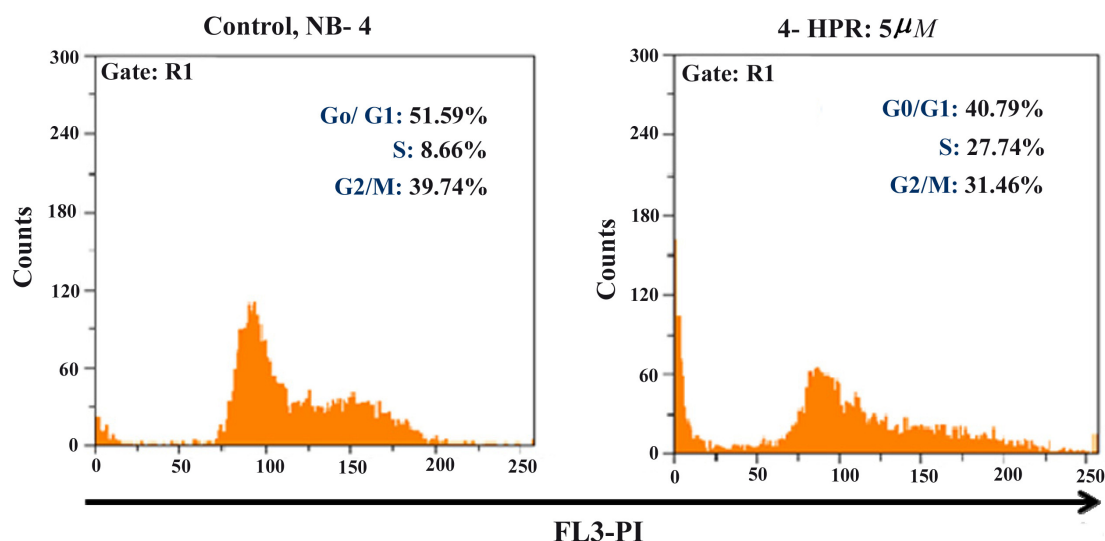 Control, NB- 4
300
Gate: R1
Go/ G1: 51.59%
240
S: 8.66%
G2/M: 39.74%
180
Counts
120
60
0
0 50 100 150 200 250
4- HPR: 5μM
300
Gate: R1
G0/G1: 40.79%
240
S: 27.74%
G2/M: 31.46%
180
Counts
120
60
0
0 50 100 150 200 250
FL3-PI